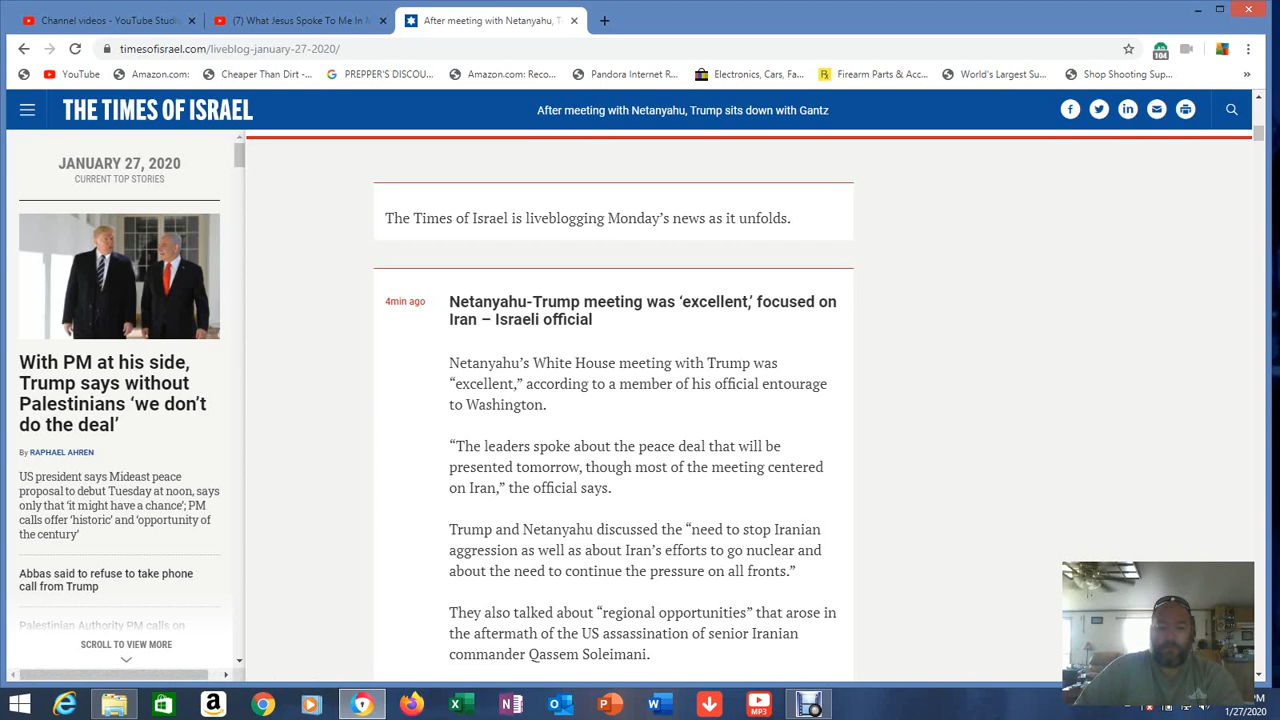 Channel videos - YouTube Studi
(7) What Jesus Spoke To Me In M
After meeting with Netanyahu, T
timesofisrael.com/liveblog-january-27-2020/
104
YouTube
Amazon.com:
Cheaper Than Dirt -...
PREPPER'S DISCOU...
Amazon.com: Reco...
Pandora Internet R...
Electronics, Cars, Fa...
Firearm Parts & Acc...
World's Largest Su...
Shop Shooting Sup...
»
THE TIMES OF ISRAEL
After meeting with Netanyahu, Trump sits down with Gantz
JANUARY 27, 2020
CURRENT TOP STORIES
With PM at his side,
Trump says without
Palestinians ‘we don’t
do the deal’
By RAPHAEL AHREN
US president says Mideast peace
proposal to debut Tuesday at noon, says
only that ‘it might have a chance’; PM
calls offer ‘historic’ and ‘opportunity of
the century’
Abbas said to refuse to take phone
call from Trump
Palestinian Authority PM calls on
SCROLL TO VIEW MORE
The Times of Israel is liveblogging Monday’s news as it unfolds.
4min ago
Netanyahu-Trump meeting was ‘excellent,’ focused on
Iran – Israeli official
Netanyahu’s White House meeting with Trump was
“excellent,” according to a member of his official entourage
to Washington.
“The leaders spoke about the peace deal that will be
presented tomorrow, though most of the meeting centered
on Iran,” the official says.
Trump and Netanyahu discussed the “need to stop Iranian
aggression as well as about Iran’s efforts to go nuclear and
about the need to continue the pressure on all fronts.”
They also talked about “regional opportunities” that arose in
the aftermath of the US assassination of senior Iranian
commander Qassem Soleimani.
MP3
1/27/2020